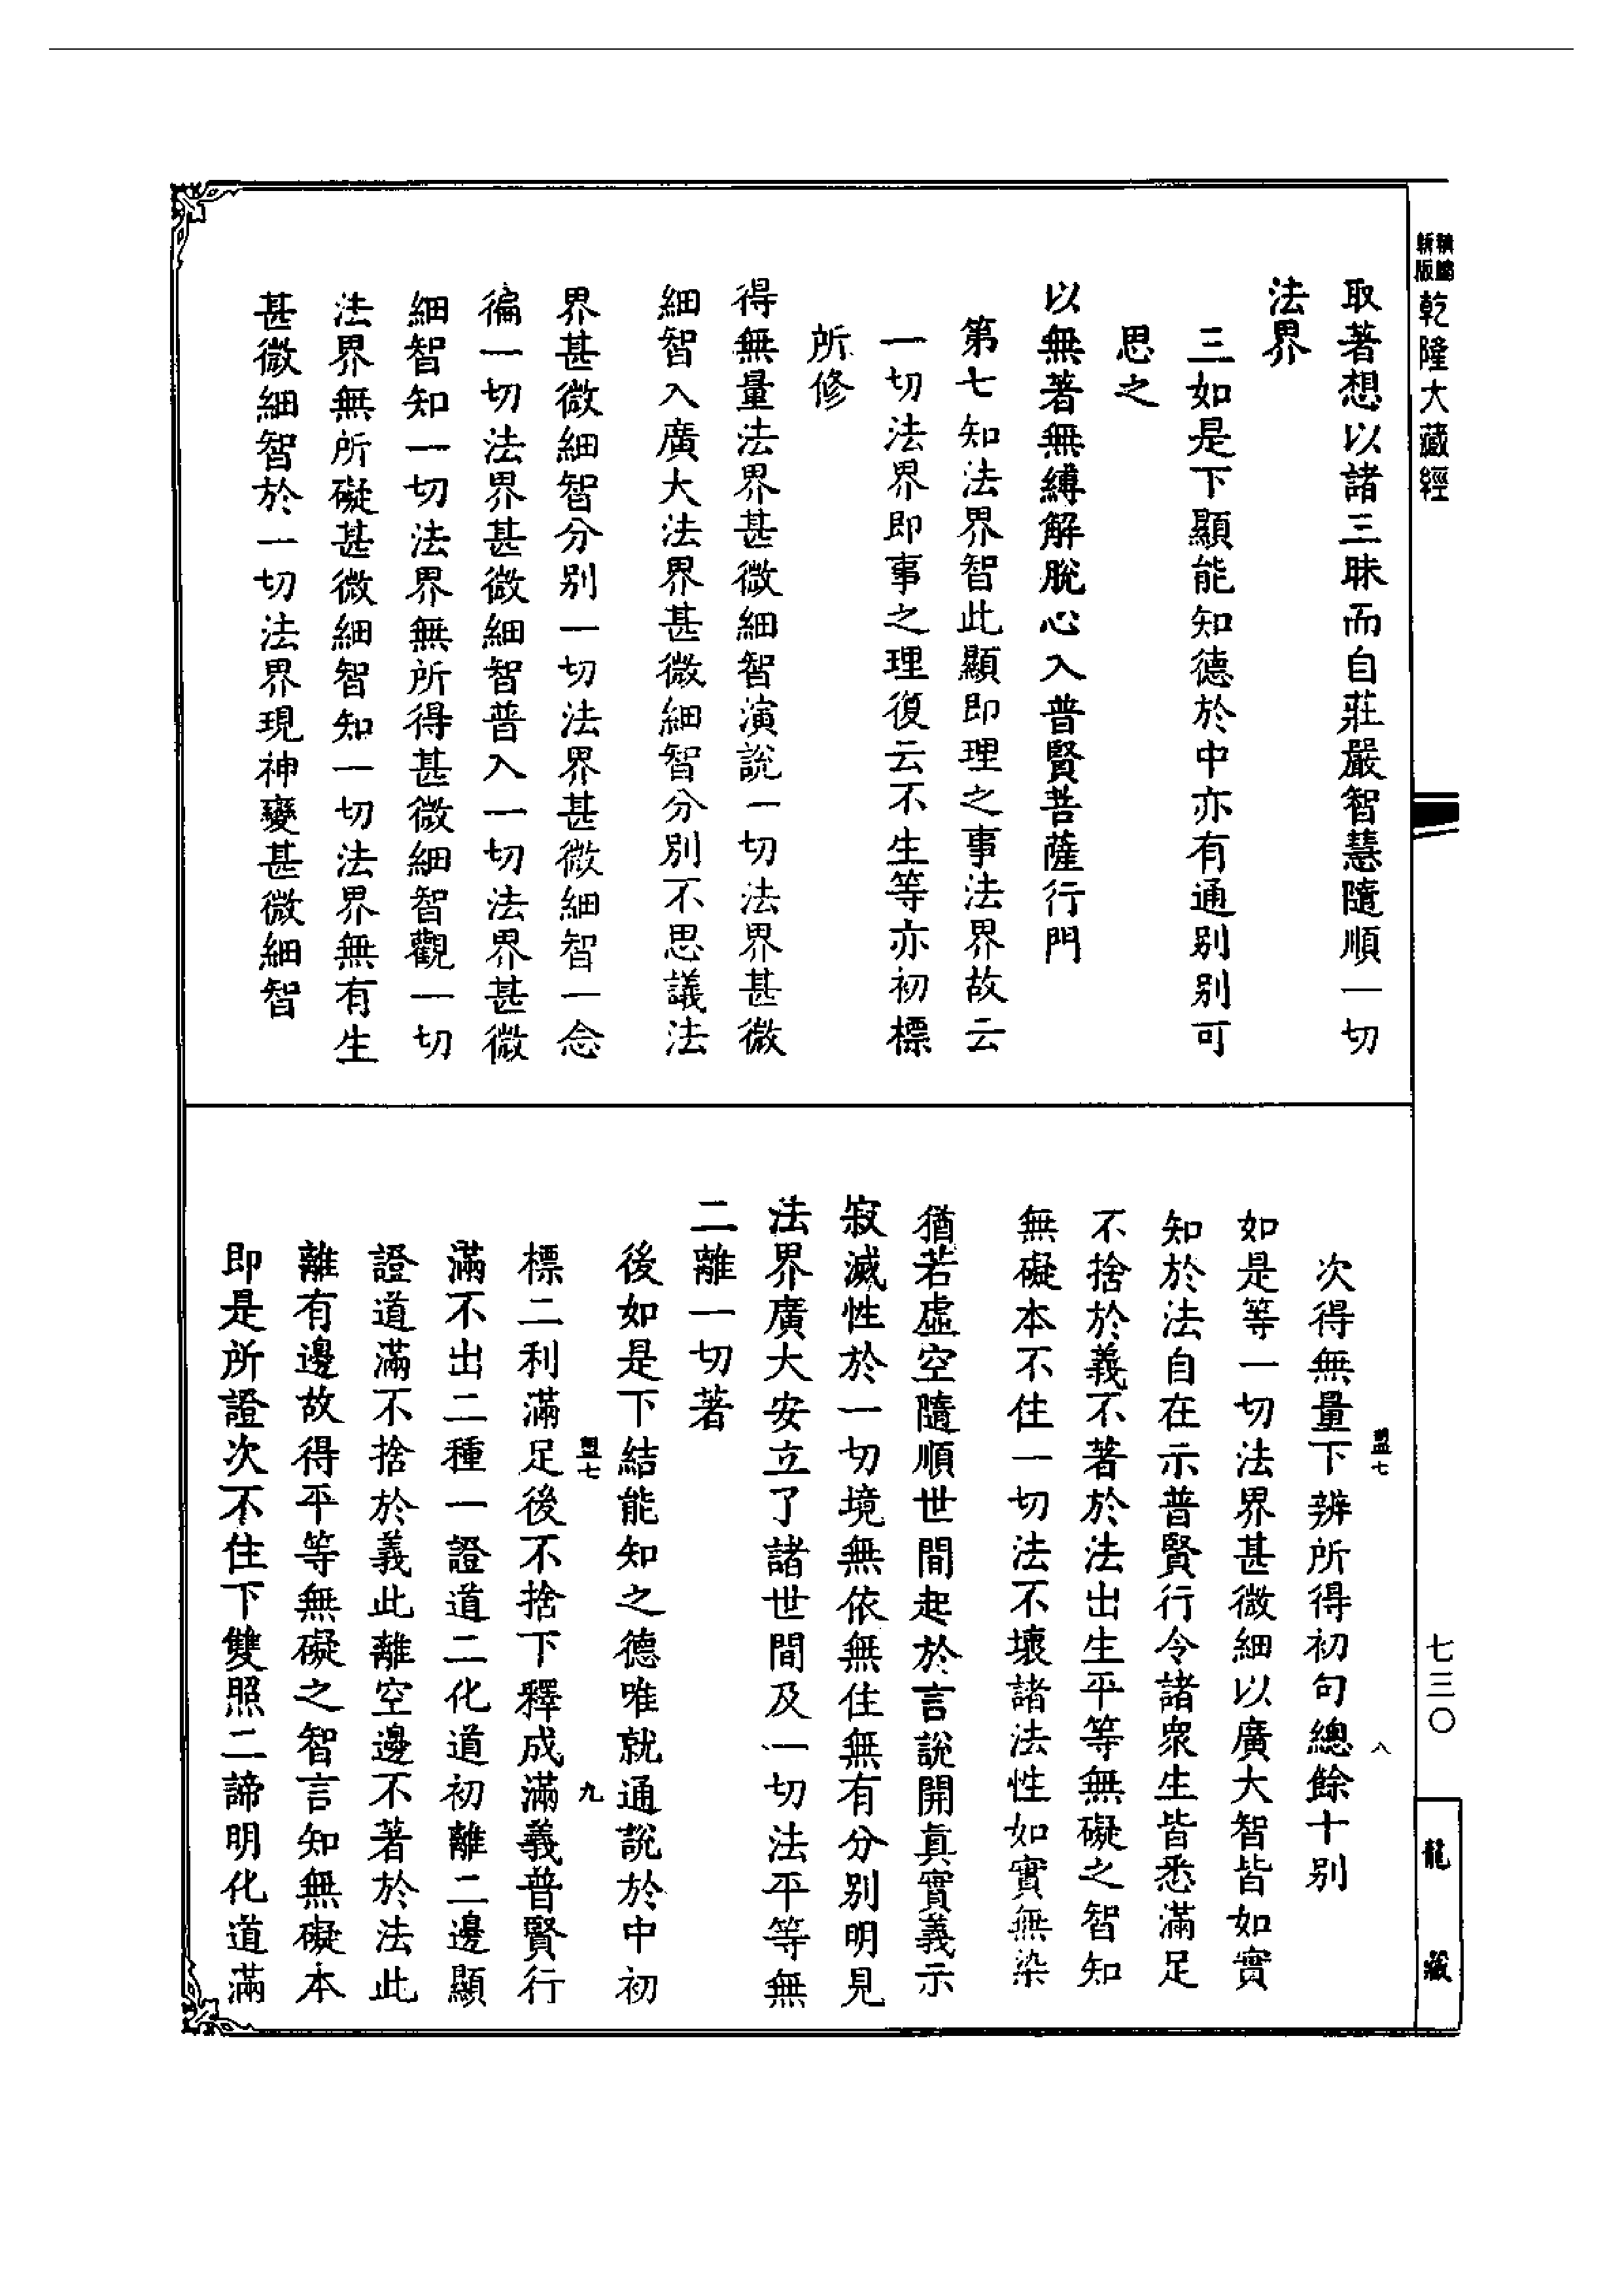 新版
乾隆大藏經
取著想以諸三昧而自莊嚴智慧隨順一切
法界
三如是下顯能知德於中亦有通別別可
思之
以無著無縛解脫心入普賢菩薩行門
第七知法界智此顯即理之事法界故云
一切法界即事之理復云不生等亦初標
所修
得無量法界甚微細智演說一切法界甚微
細智入廣大法界甚微細智分別不思議法
界甚微細智分別一切法界甚微細智一念
徧一切法界甚微細智普入一切法界甚微
細智知一切法界無所得甚微細智觀一切
法界無所礙甚微細智知一切法界無有生
甚微細智於一切法界現神變甚微細智
七三〇
龍藏
盟七
八
次得無量下辨所得初句總餘十別
如是等一切法界甚微細以廣大智皆如實
知於法自在示普賢行令諸衆生皆悉滿足
不捨於義不著於法出生平等無礙之智知
無礙本不住一切法不壞諸法性如實無染
猶若虛空隨順世間起於言說開真實義示
寂滅性於一切境無依無住無有分別明見
法界廣大安立了諸世間及一切法平等無
二離一切著
後如是下結能知之德唯就通說於中初
盟七
九
標二利滿足後不捨下釋成滿義普賢行
滿不出二種一證道二化道初離二邊顯
證道滿不捨於義此離空邊不著於法此
離有邊故得平等無礙之智言知無礙本
即是所證次不住下雙照二諦明化道滿